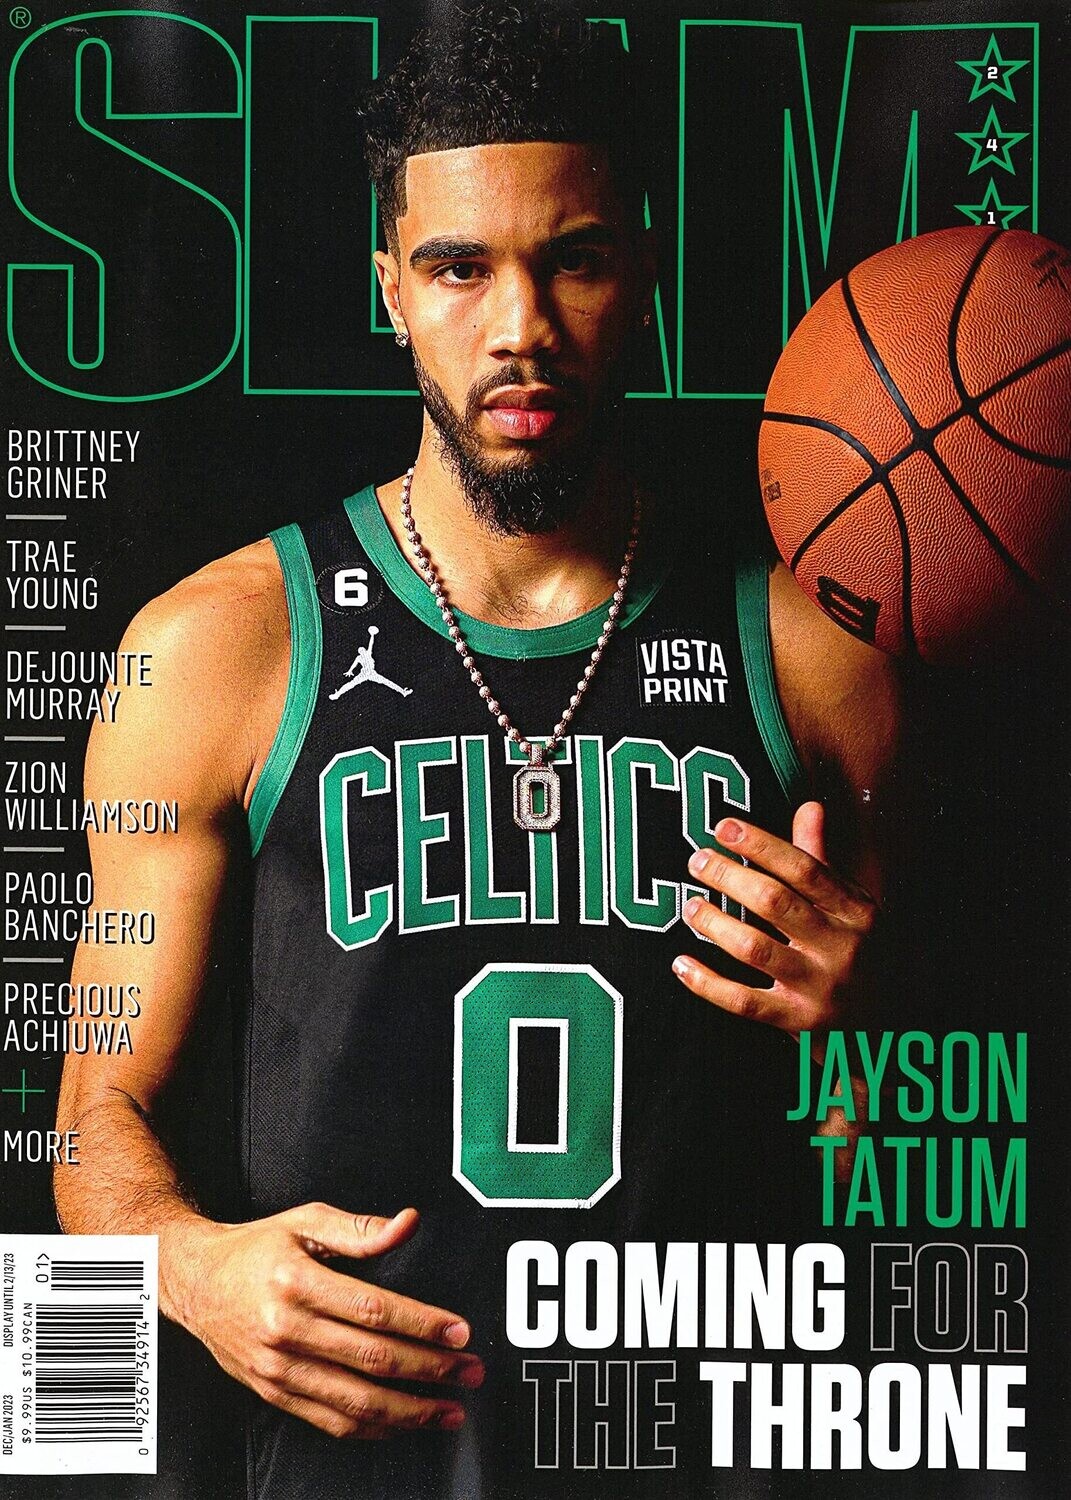 ®
SLAM
2
4
1
BRITTNEY
GRINER
TRAE
YOUNG
DEJOUNTE
MURRAY
ZION
WILLIAMSON
PAOLO
BANCHERO
PRECIOUS
ACHIUWA
+
MORE
6
VISTA
PRINT
CELTICS
0
0
JAYSON
TATUM
COMING FOR
THE THRONE
DEC/JAN 2023
DISPLAY UNTIL 2/13/23
$9.99US $10.99CAN
01>
0 92567 34914 2